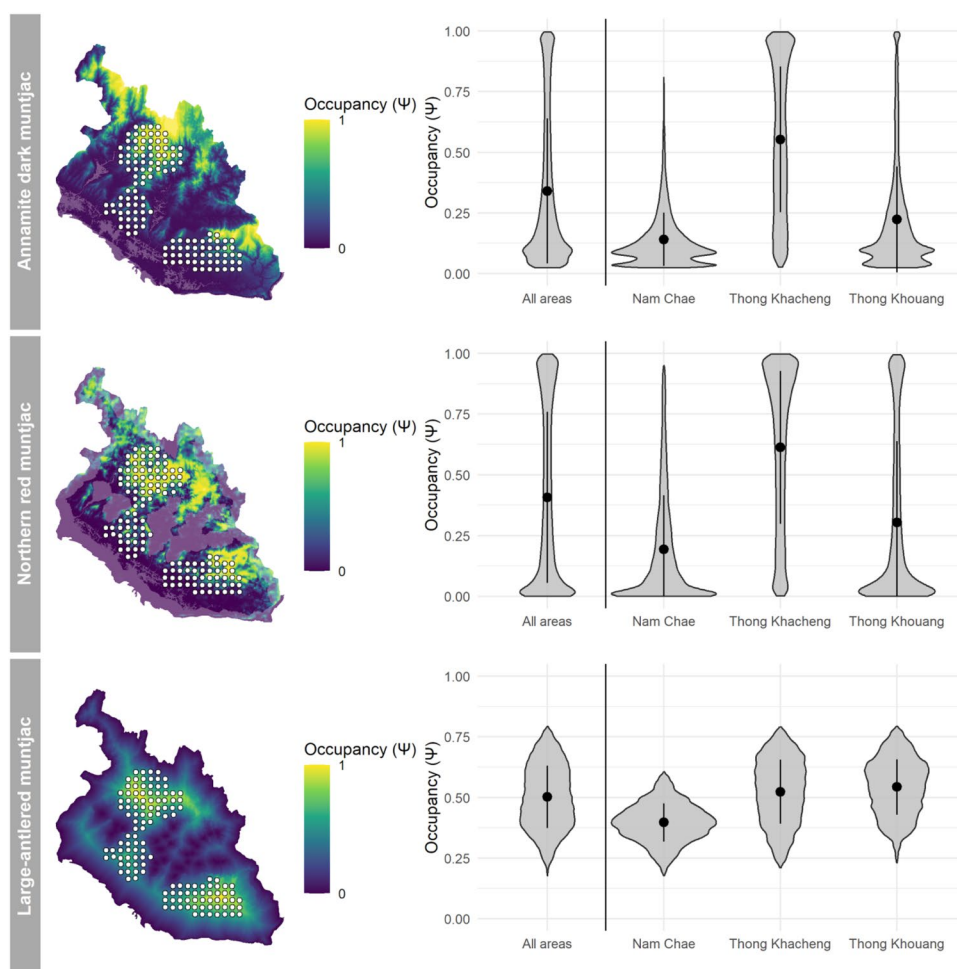 Annamite dark muntjac
Occupancy (Ψ)
1
0
Occupancy (Ψ)
1.00
0.75
0.50
0.25
0.00
All areas
Nam Chae
Thong Khacheng
Thong Khouang
Northern red muntjac
Occupancy (Ψ)
1
0
Occupancy (Ψ)
1.00
0.75
0.50
0.25
0.00
All areas
Nam Chae
Thong Khacheng
Thong Khouang
Large-antlered muntjac
Occupancy (Ψ)
1
0
Occupancy (Ψ)
1.00
0.75
0.50
0.25
0.00
All areas
Nam Chae
Thong Khacheng
Thong Khouang